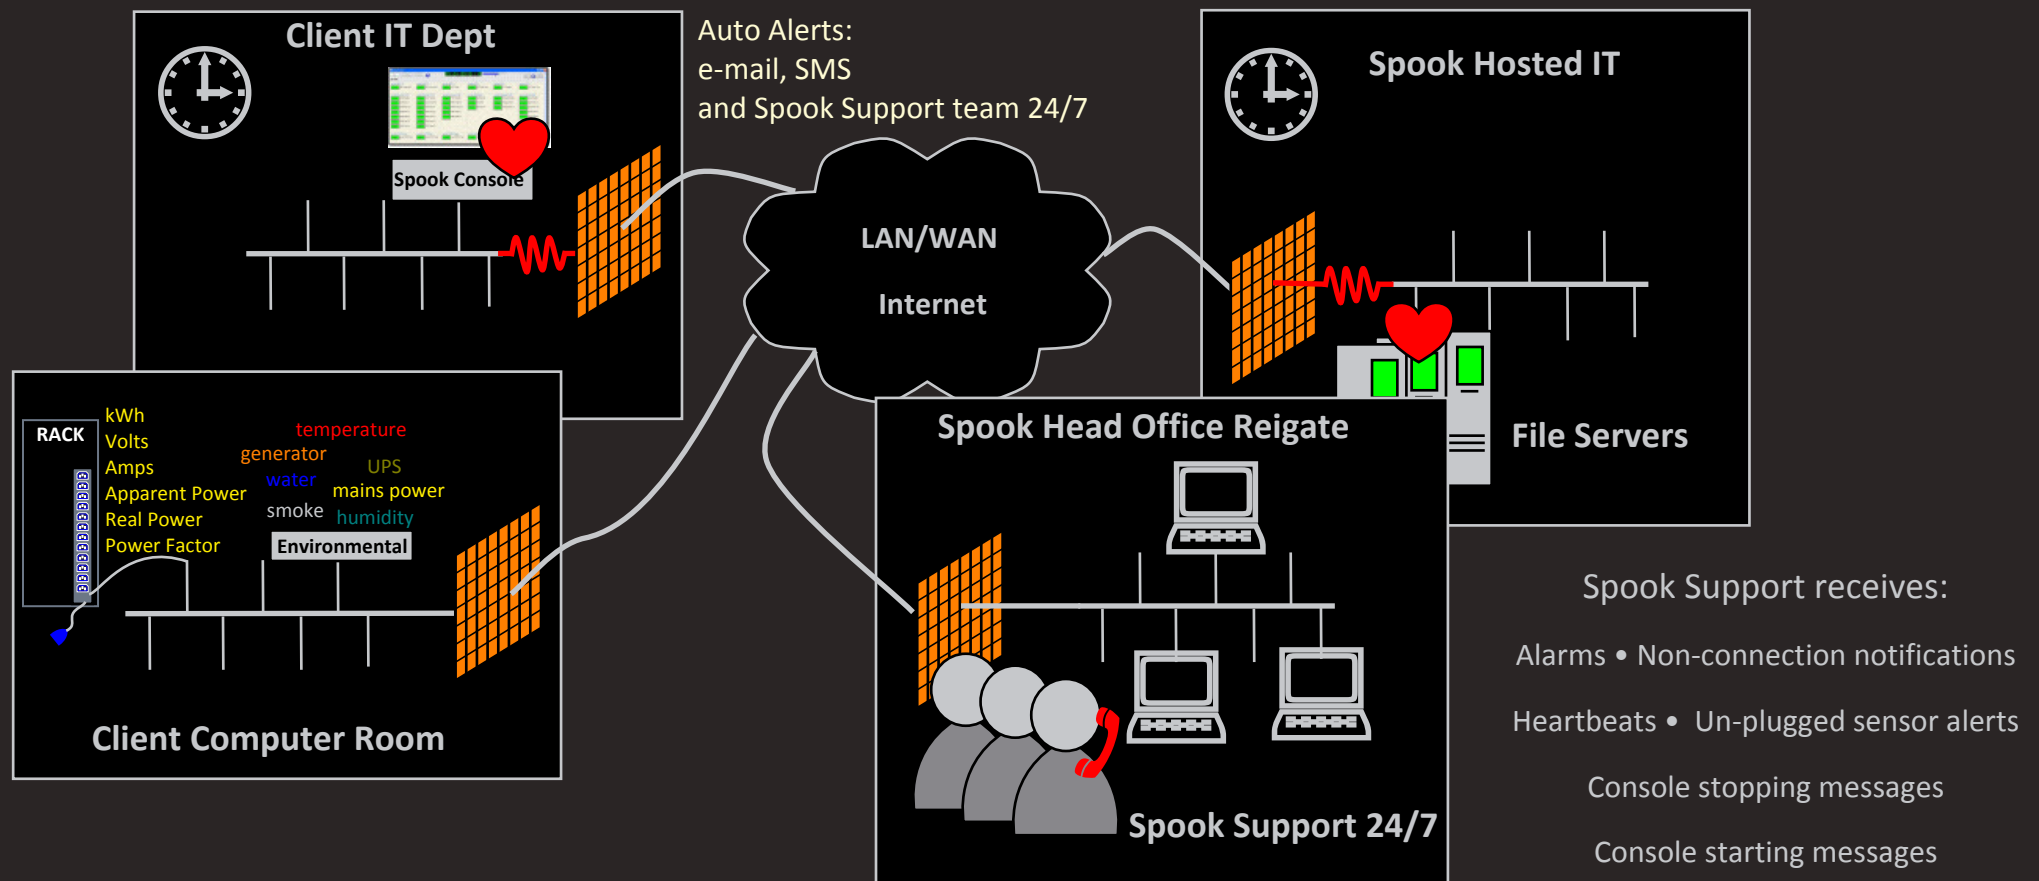 Client IT Dept
Spook Console
Auto Alerts:
e-mail, SMS
and Spook Support team 24/7
Spook Hosted IT
File Servers
LAN/WAN
Internet
RACK
kWh
Volts
Amps
Apparent Power
Real Power
Power Factor
temperature
generator
UPS
water
mains power
smoke
humidity
Environmental
Client Computer Room
Spook Head Office Reigate
Spook Support 24/7
Spook Support receives:
Alarms • Non-connection notifications
Heartbeats • Un-plugged sensor alerts
Console stopping messages
Console starting messages